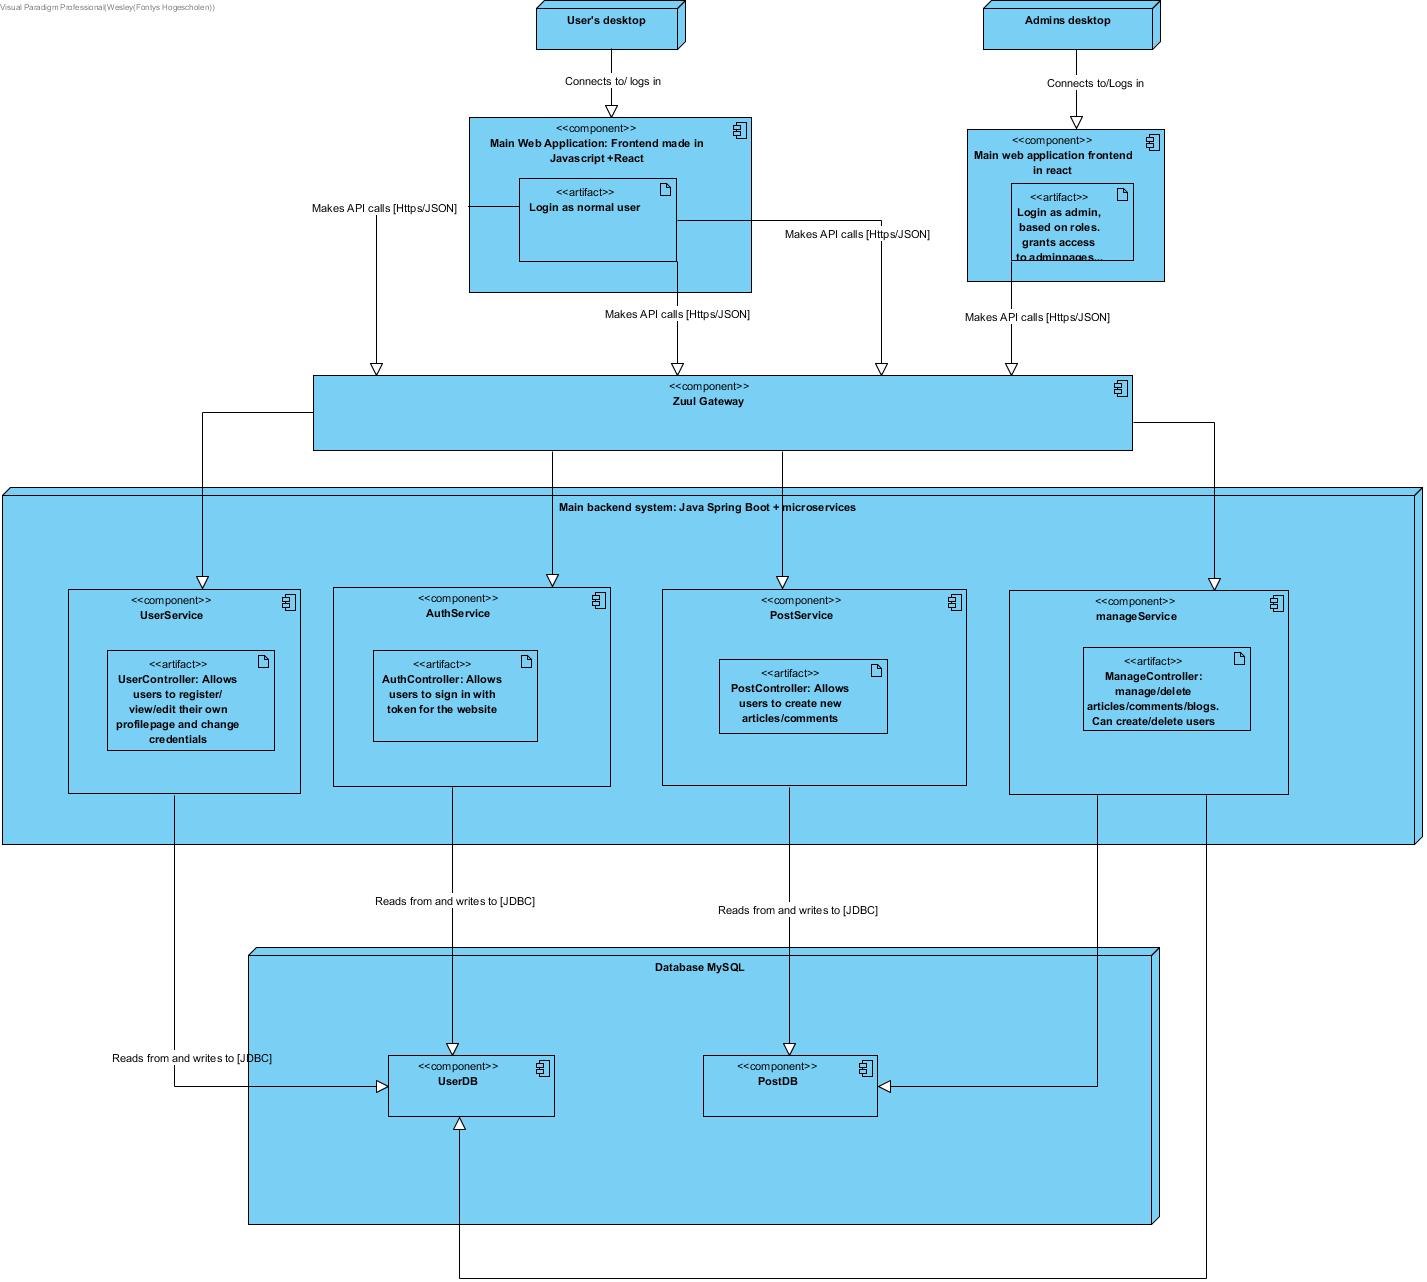 Visual Paradigm Professional(Wesley(Fontys Hogescholen))
User's desktop
Admins desktop
Connects to/ logs in
Connects to/Logs in
<<component>>
Main Web Application: Frontend made in
Javascript +React
<<artifact>>
Login as normal user
<<component>>
Main web application frontend
in react
<<artifact>>
Login as admin,
based on roles.
grants access
to adminpages...
Makes API calls [Https/JSON]
Makes API calls [Https/JSON]
Makes API calls [Https/JSON]
Makes API calls [Https/JSON]
<<component>>
Zuul Gateway
Main backend system: Java Spring Boot + microservices
<<component>>
UserService
<<artifact>>
UserController: Allows
users to register/
view/edit their own
profilepage and change
credentials
<<component>>
AuthService
<<artifact>>
AuthController: Allows
users to sign in with
token for the website
<<component>>
PostService
<<artifact>>
PostController: Allows
users to create new
articles/comments
<<component>>
manageService
<<artifact>>
ManageController:
manage/delete
articles/comments/blogs.
Can create/delete users
Reads from and writes to [JDBC]
Reads from and writes to [JDBC]
Database MySQL
Reads from and writes to [JDBC]
<<component>>
UserDB
<<component>>
PostDB